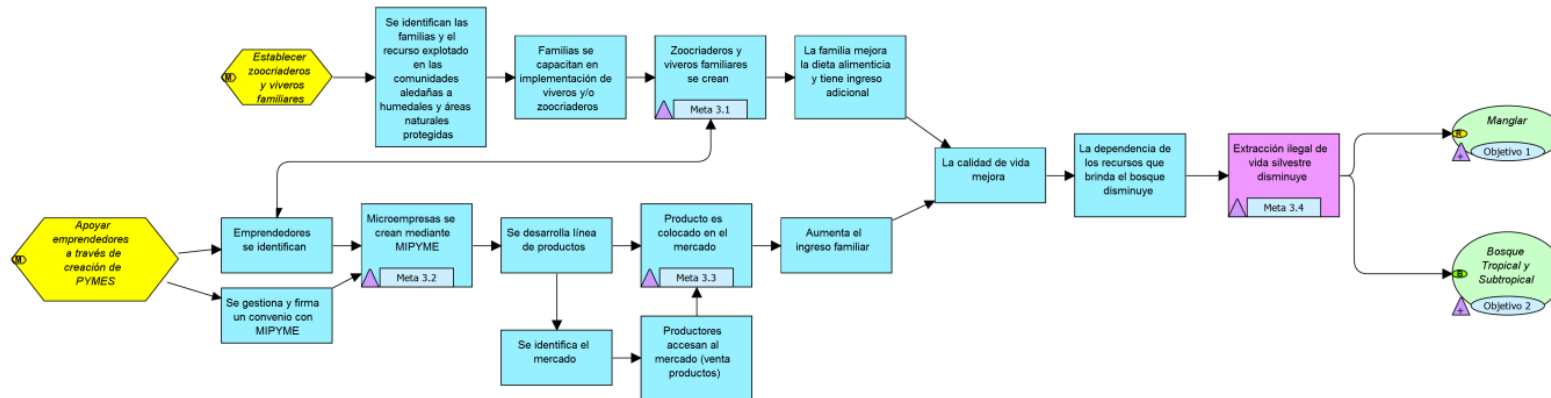 Establecer
zoocriaderos
y viveros
familiares
M
Se identifican las
familias y el
recurso explotado
en las
comunidades
aledañas a
humedales y áreas
naturales
protegidas
Familias se
capacitan en
implementación de
viveros y/o
zoocriaderos
Zoocriaderos y
viveros familiares
se crean
Meta 3.1
La familia mejora
la dieta alimenticia
y tiene ingreso
adicional
Apoyar
emprendedores
a través de
creación de
PYMES
M
Emprendedores
se identifican
Se gestiona y firma
un convenio con
MIPYME
Microempresas se
crean mediante
MIPYME
Meta 3.2
Se desarrolla línea
de productos
Se identifica el
mercado
Producto es
colocado en el
mercado
Meta 3.3
Productores
accesan al
mercado (venta
productos)
Aumenta el
ingreso familiar
La calidad de vida
mejora
La dependencia de
los recursos que
brinda el bosque
disminuye
Extracción ilegal de
vida silvestre
disminuye
Meta 3.4
Manglar
R
Objetivo 1
Bosque
Tropical y
Subtropical
B
Objetivo 2